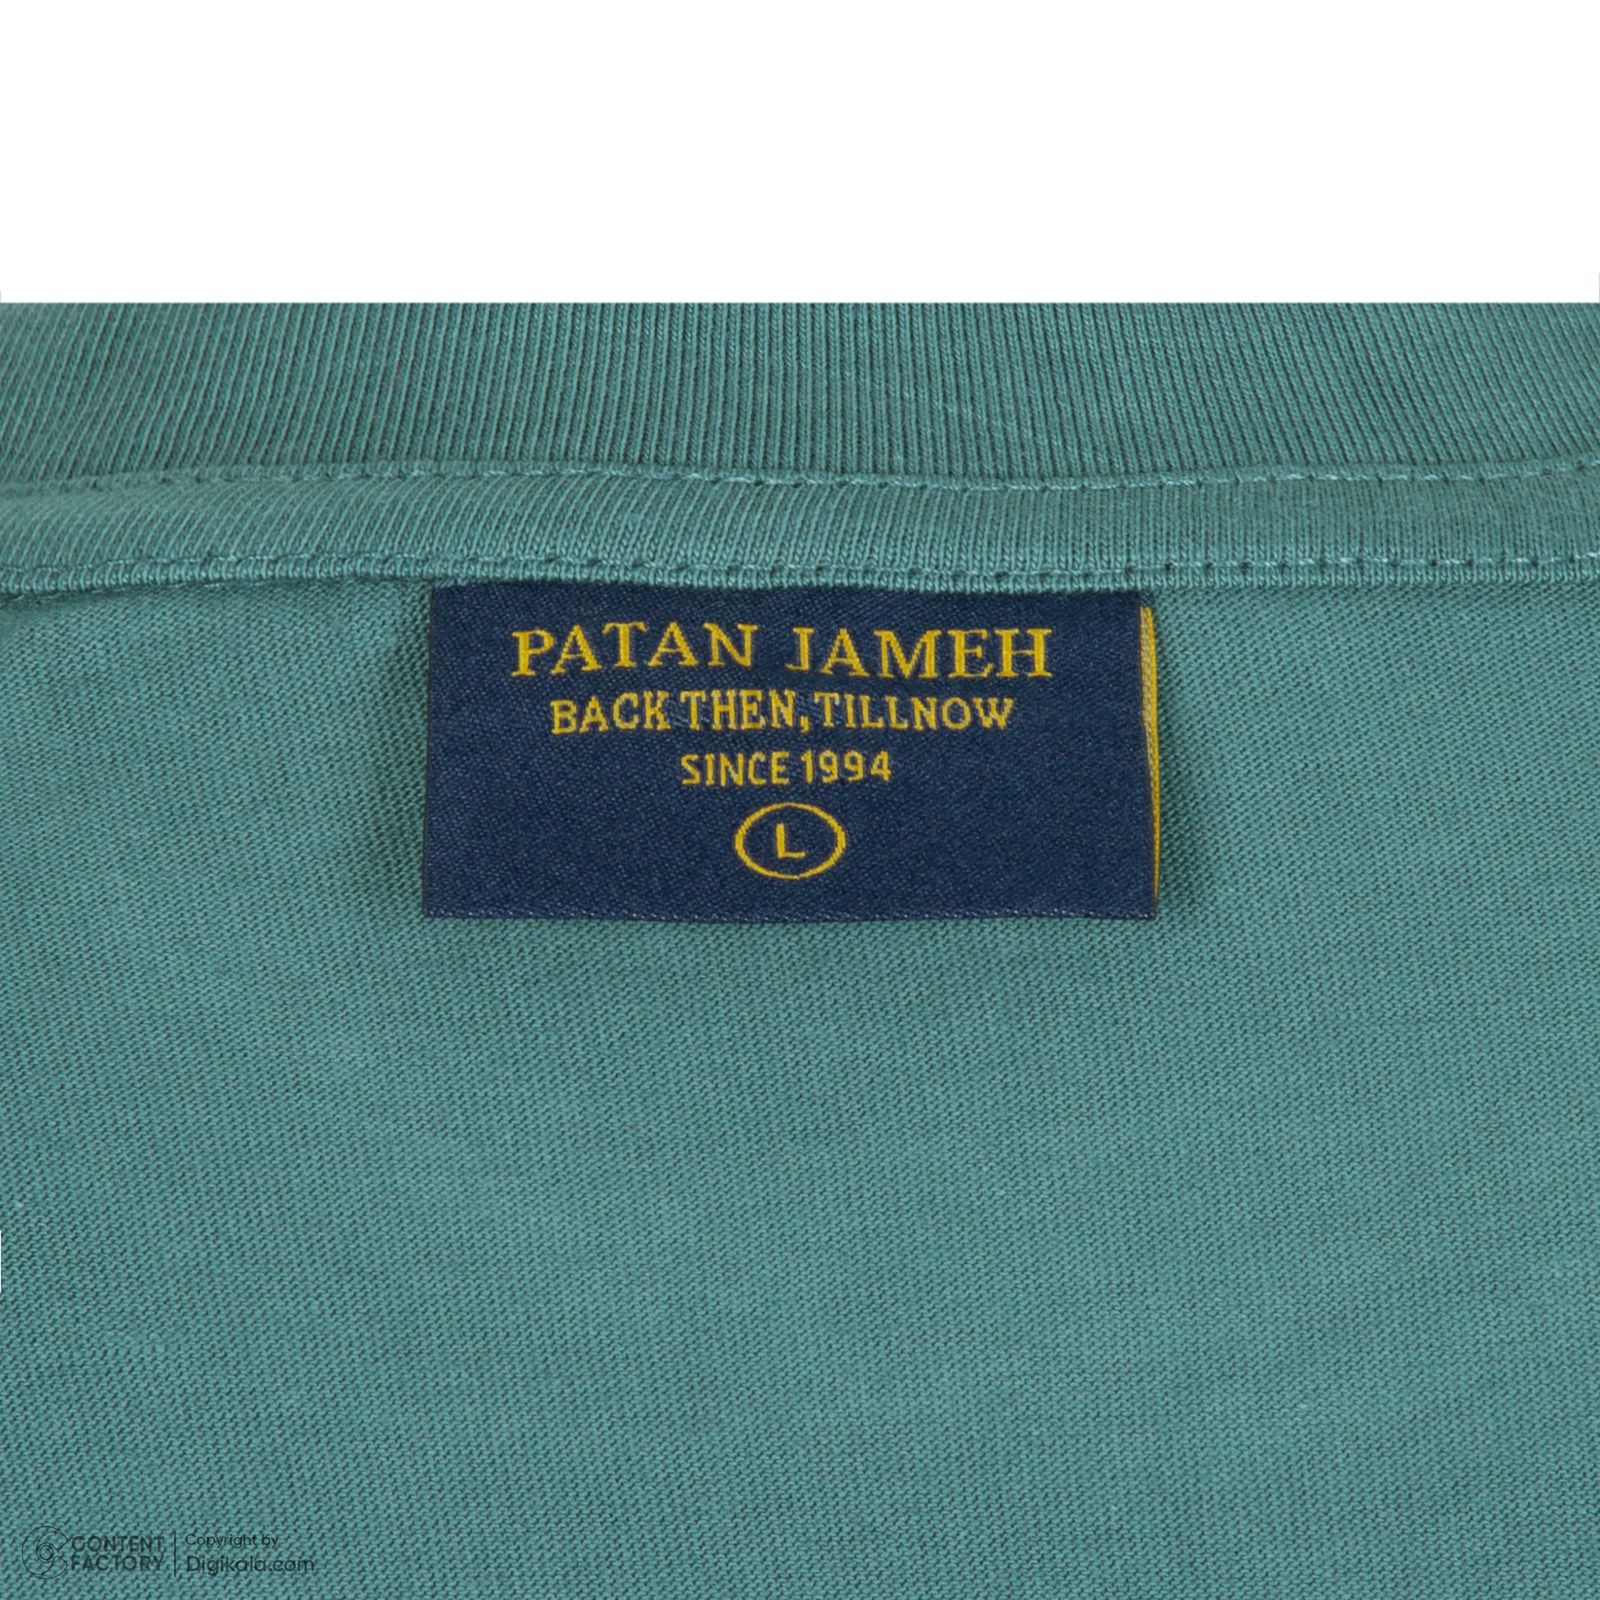 PATAN JAMEH
BACK THEN, TILLNOW
SINCE 1994
L
CONTENT
FACTORY
Copyright by
Digikala.com